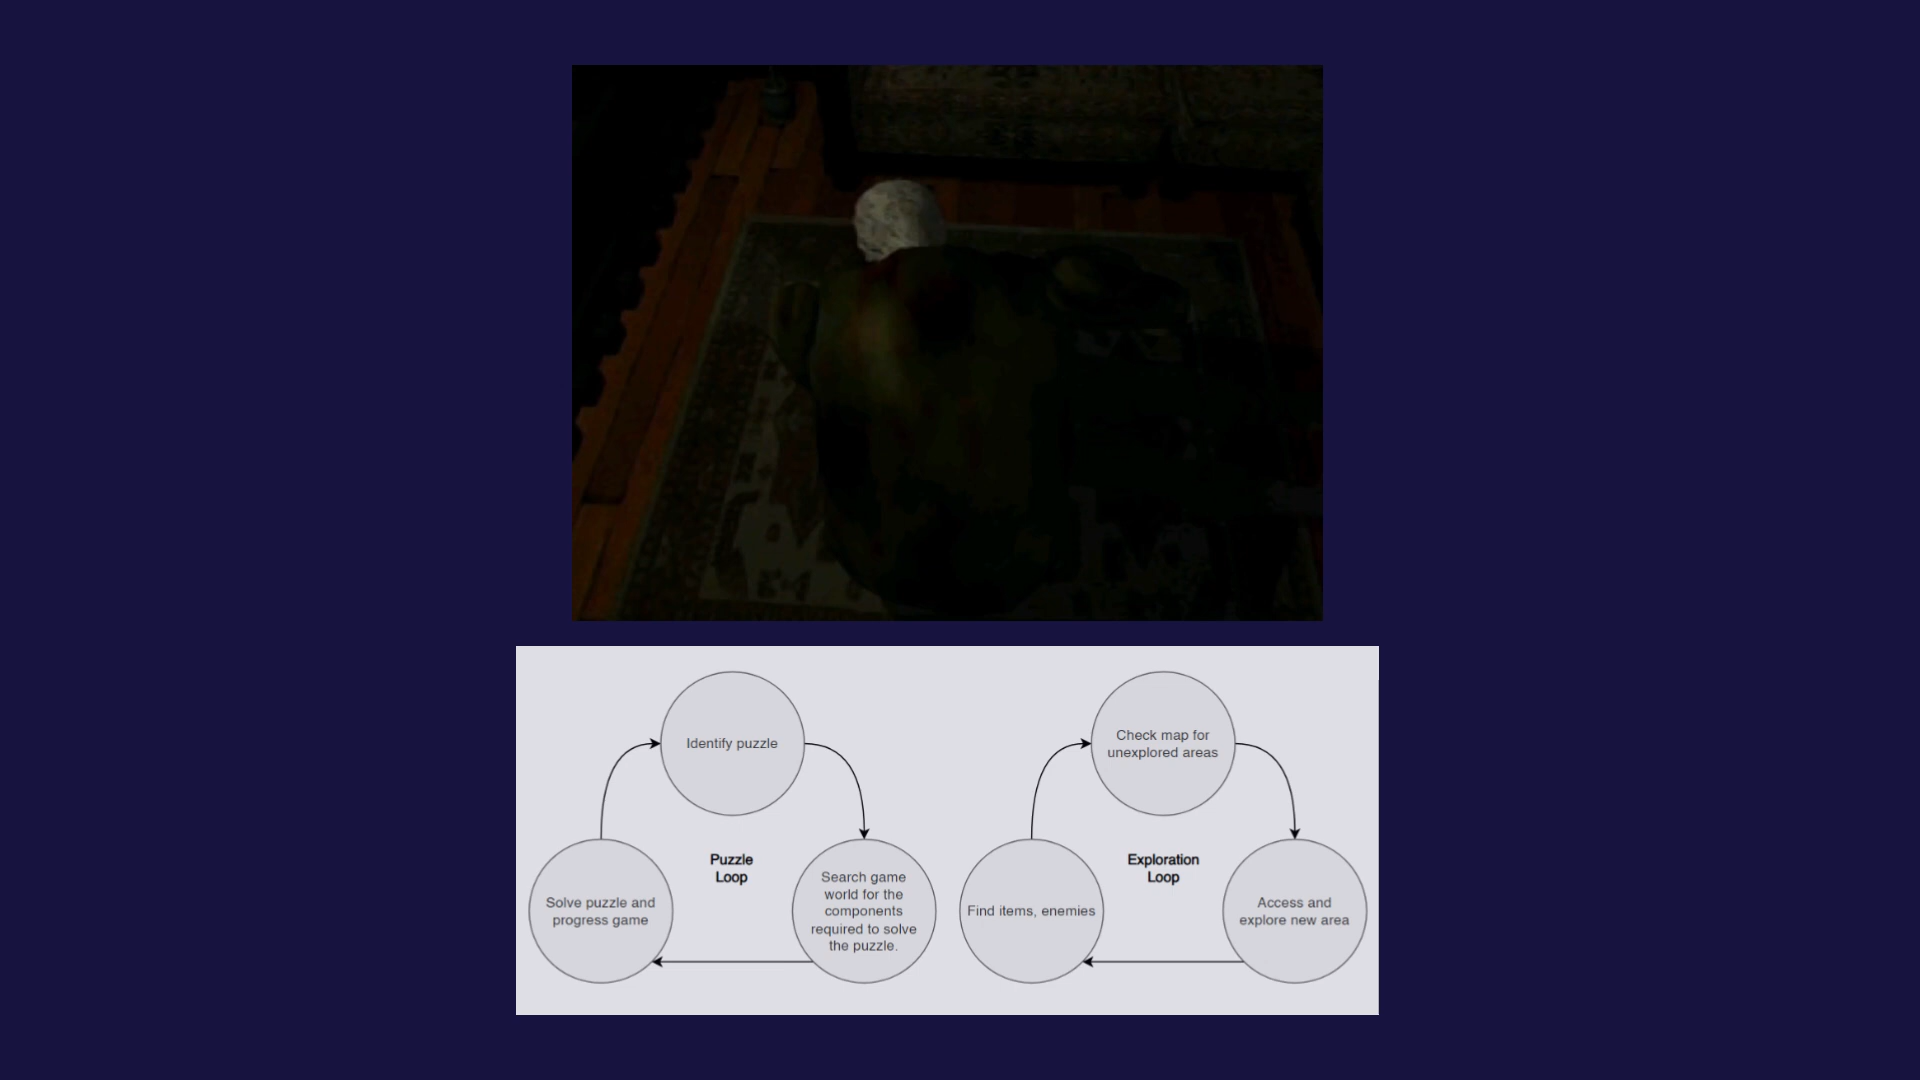 Identify puzzle
Puzzle
Loop
Solve puzzle and
progress game
Search game
world for the
components
required to solve
the puzzle.
Check map for
unexplored areas
Exploration
Loop
Find items, enemies
Access and
explore new area